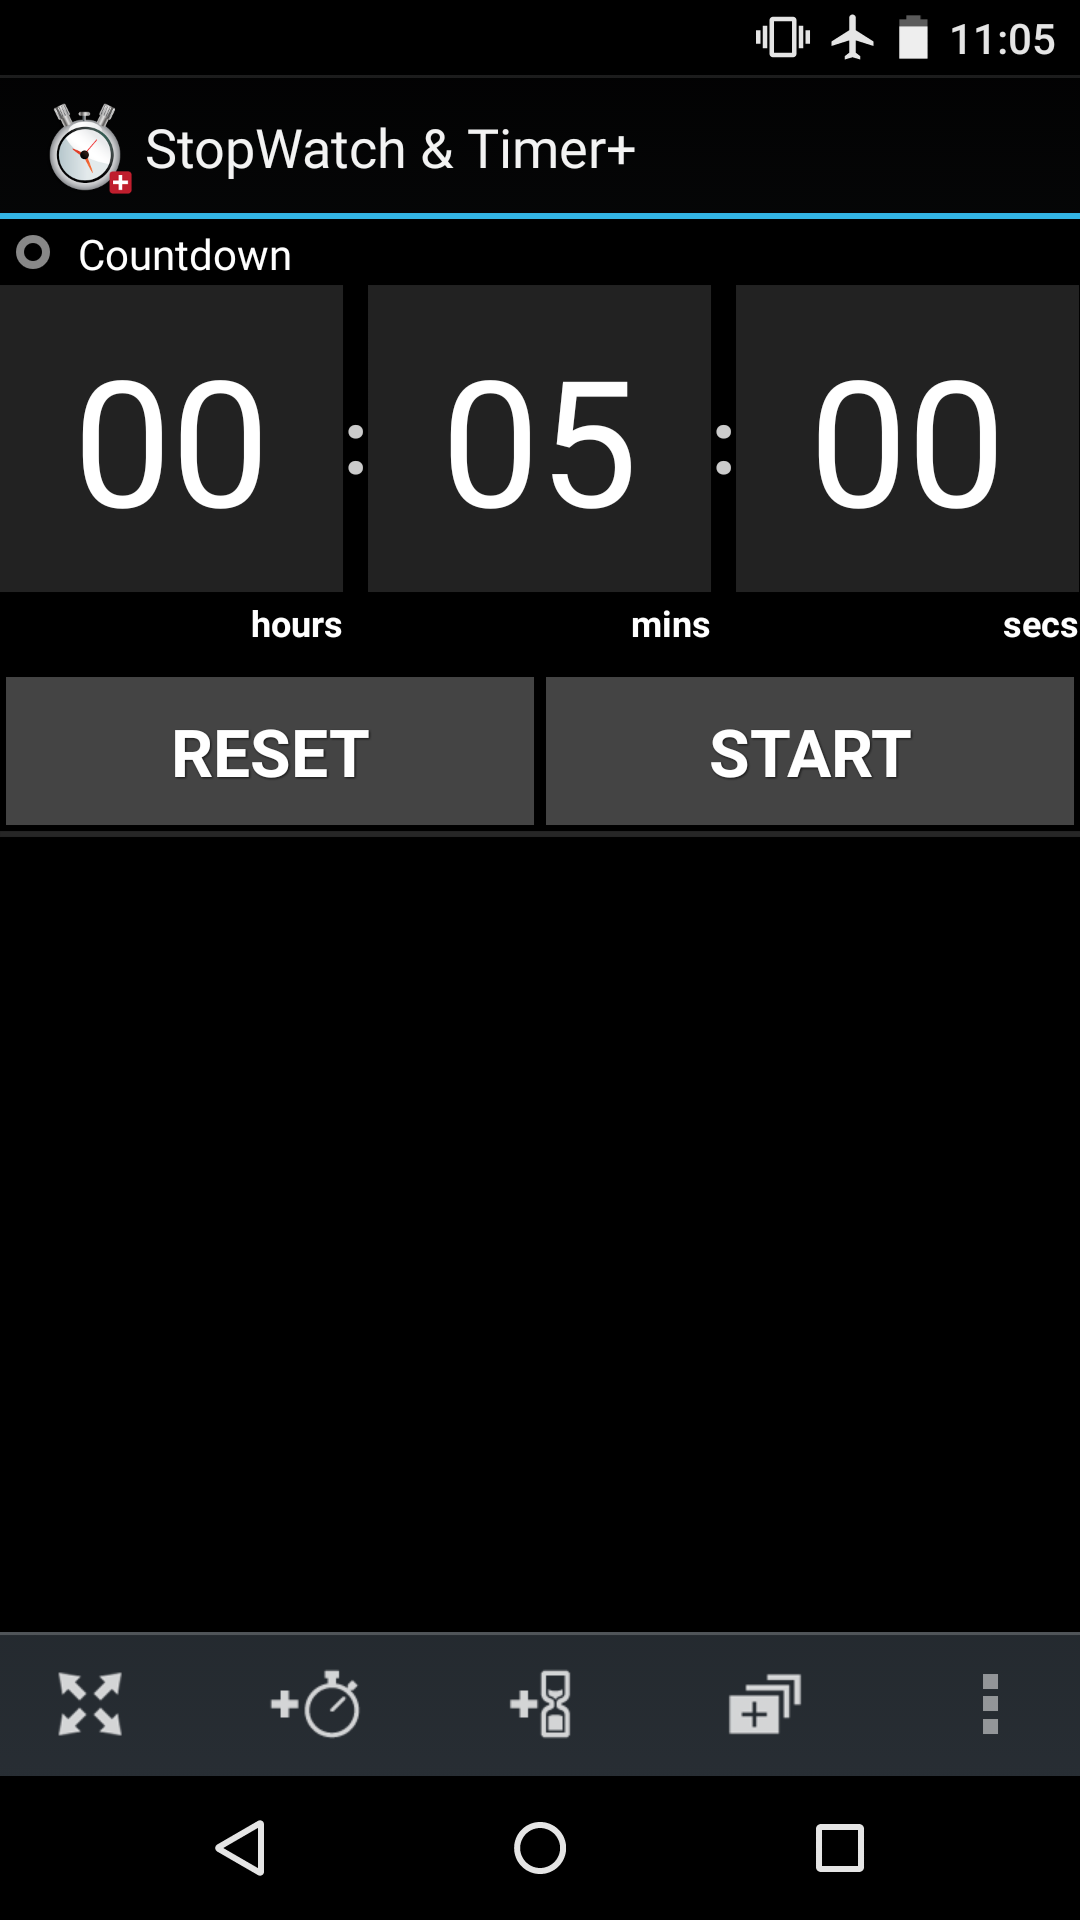 11:05
StopWatch & Timer+
Countdown
00 : 05 : 00
hours mins secs
RESET START